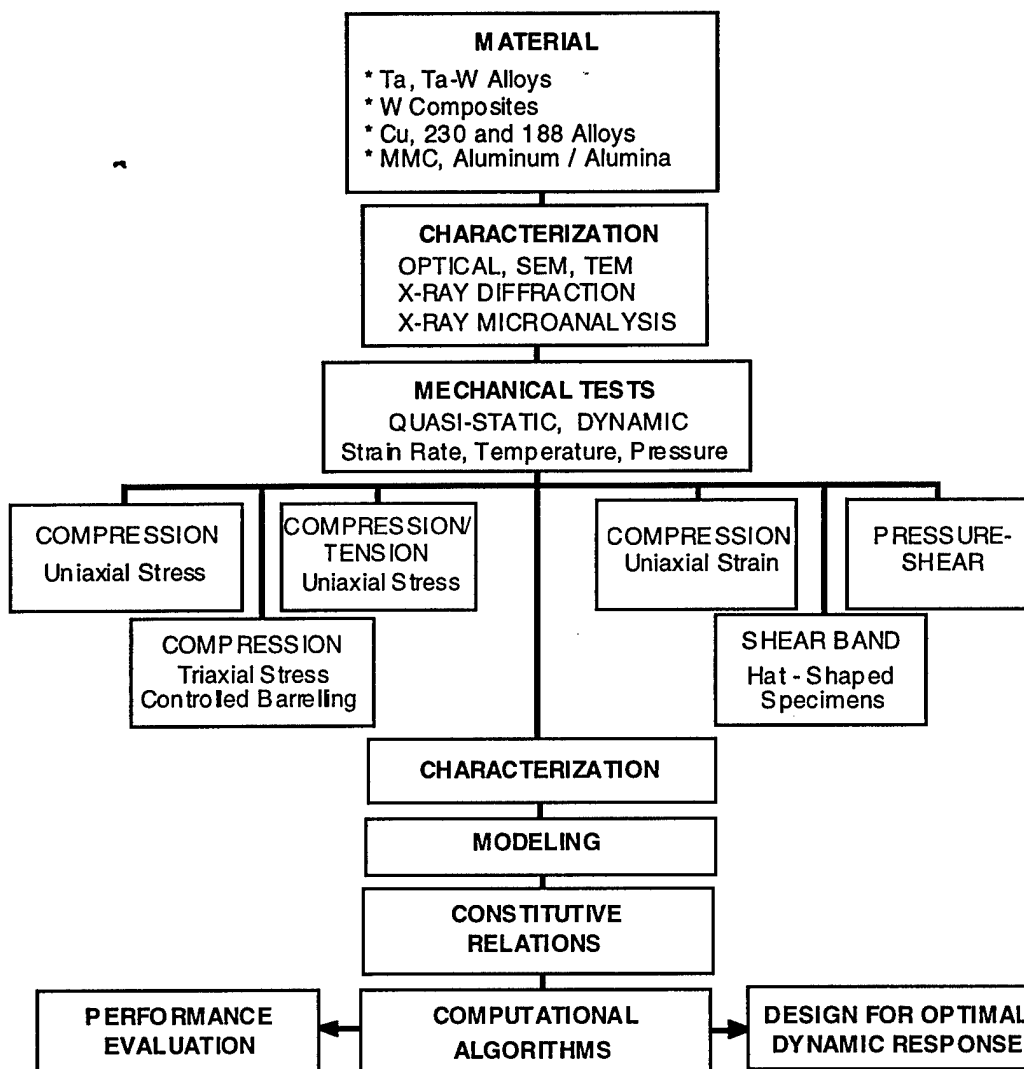 MATERIAL
* Ta, Ta-W Alloys
* W Composites
* Cu, 230 and 188 Alloys
* MMC, Aluminum / Alumina
CHARACTERIZATION
OPTICAL, SEM, TEM
X-RAY DIFFRACTION
X-RAY MICROANALYSIS
MECHANICAL TESTS
QUASI-STATIC, DYNAMIC
Strain Rate, Temperature, Pressure
COMPRESSION
Uniaxial Stress
COMPRESSION/
TENSION
Uniaxial Stress
COMPRESSION
Uniaxial Strain
PRESSURE-
SHEAR
COMPRESSION
Triaxial Stress
Controlled Barrelling
SHEAR BAND
Hat - Shaped
Specimens
CHARACTERIZATION
MODELING
CONSTITUTIVE
RELATIONS
PERFORMANCE
EVALUATION
COMPUTATIONAL
ALGORITHMS
DESIGN FOR OPTIMAL
DYNAMIC RESPONSE